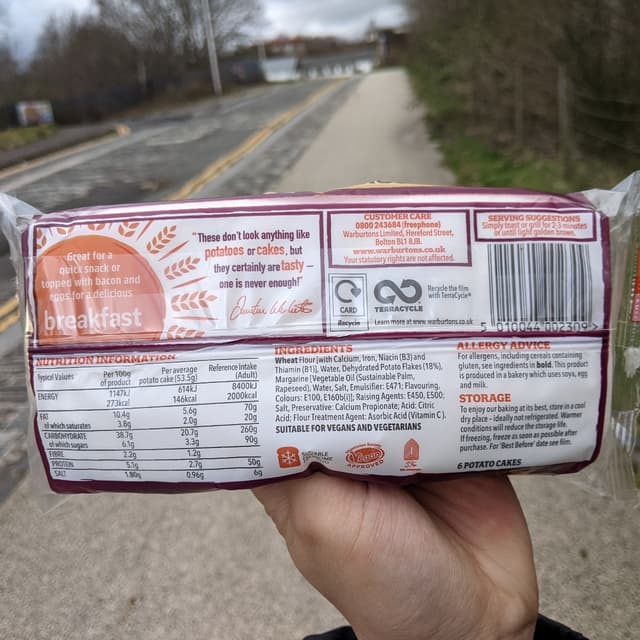 Great for a
quick snack or
topped with bacon and
eggs for a delicious
breakfast
"These don't look anything like
potatoes or cakes, but
they certainly are tasty –
one is never enough!"
CUSTOMER CARE
0800 243684 (freephone)
Warburtons Limited, Hereford Street,
Bolton BL1 8JB.
www.warburtons.co.uk
Your statutory rights are not affected.
CARD
Recycle
TERRACYCLE
Recycle the film
with TerraCycle®
Learn more at www.warburtons.co.uk
SERVING SUGGESTIONS
Simply toast or grill for 2-3 minutes
or until light golden brown.
5 010044 002309 >
NUTRITION INFORMATION
Typical Values Per 100g of product Per average potato cake (53.5g) Reference Intake (Adult)
ENERGY 1147kJ 614kJ 8400kJ
273kcal 146kcal 2000kcal
FAT 10.4g 5.6g 70g
of which saturates 3.8g 2.0g 20g
CARBOHYDRATE 38.7g 20.7g 260g
of which sugars 6.1g 3.3g 90g
FIBRE 2.2g 1.2g
PROTEIN 5.1g 2.7g 50g
SALT 1.80g 0.96g 6g
INGREDIENTS
Wheat Flour [with Calcium, Iron, Niacin (B3) and
Thiamin (B1)], Water, Dehydrated Potato Flakes (18%),
Margarine [Vegetable Oil (Sustainable Palm,
Rapeseed), Water, Salt, Emulsifier: E471; Flavouring,
Colours: E100, E160b(i)]; Raising Agents: E450, E500;
Salt, Preservative: Calcium Propionate; Acid: Citric
Acid; Flour Treatment Agent: Ascorbic Acid (Vitamin C).
SUITABLE FOR VEGANS AND VEGETARIANS
APPROVED
ALLERGY ADVICE
For allergens, including cereals containing
gluten, see ingredients in bold. This product
is produced in a bakery which uses soya, egg
and milk.
STORAGE
To enjoy our baking at its best, store in a cool
dry place - ideally not refrigerated. Warmer
conditions will reduce the shelf life.
If freezing, freeze as soon as possible after
purchase. For 'Best Before' date see film.
6 POTATO CAKES